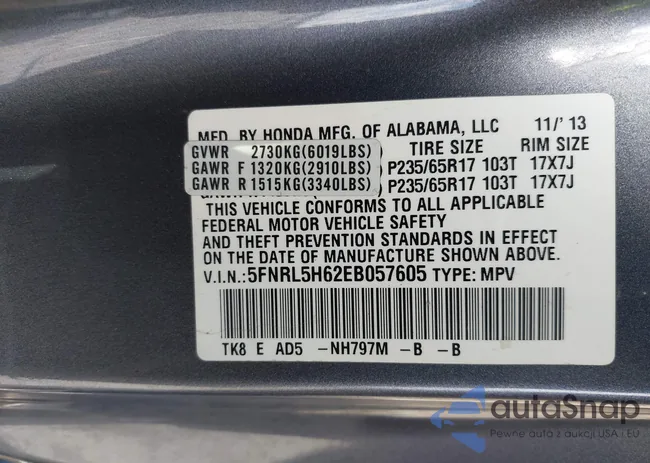 MFD. BY HONDA MFG. OF ALABAMA, LLC 11/'13
TIRE SIZE RIM SIZE
GVWR 2730KG(6019LBS)
GAWR F 1320KG(2910LBS) P235/65R17 103T 17X7J
GAWR R 1515KG(3340LBS) P235/65R17 103T 17X7J
THIS VEHICLE CONFORMS TO ALL APPLICABLE
FEDERAL MOTOR VEHICLE SAFETY
AND THEFT PREVENTION STANDARDS IN EFFECT
ON THE DATE OF MANUFACTURE SHOWN ABOVE.
V.I.N.: 5FNRL5H62EB057605 TYPE: MPV
TK8 E AD5 -NH797M -B -B
autoSnap
Pewne auta z aukcji USA i EU